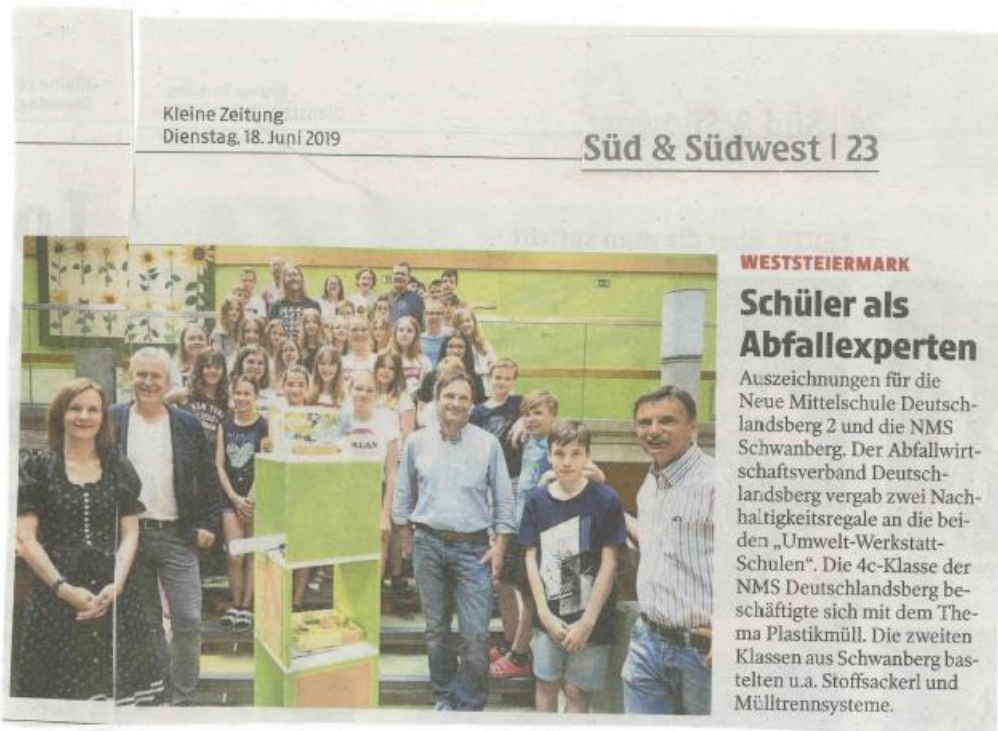 Kleine Zeitung
Dienstag, 18. Juni 2019
Süd & Südwest | 23
WESTSTEIERMARK
Schüler als
Abfallexperten
Auszeichnungen für die
Neue Mittelschule Deutsch-
landsberg 2 und die NMS
Schwanberg. Der Abfallwirt-
schaftsverband Deutsch-
landsberg vergab zwei Nach-
haltigkeitsregale an die bei-
den „Umwelt-Werkstatt-
Schulen“. Die 4c-Klasse der
NMS Deutschlandsberg be-
schäftigte sich mit dem The-
ma Plastikmüll. Die zweiten
Klassen aus Schwanberg bas-
telten u.a. Stoffsackerl und
Mülltrennsysteme.